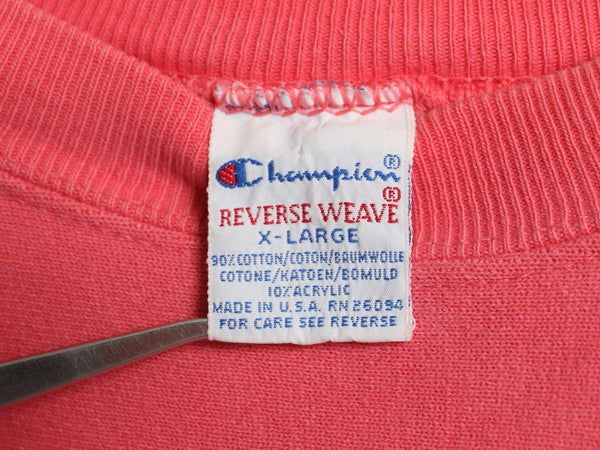 Champion®
REVERSE WEAVE®
X-LARGE
90% COTTON/COTON/BAUMWOLLE
COTONE/KATOEN/BOMULD
10% ACRYLIC
MADE IN U.S.A. RN 26094
FOR CARE SEE REVERSE